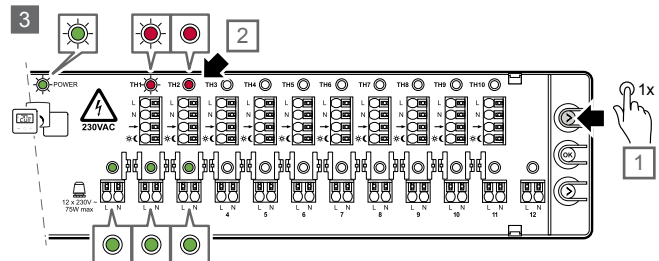 3
2
POWER
TH1 TH2 TH3 TH4 TH5 TH6 TH7 TH8 TH9 TH10
1x
L L L L L L L L L L
N N N N N N N N N N
230VAC
OK
1
12 x 230V ~
75W max
L N L N L N L N L N L N L N L N L N L N L N L N
4 5 6 7 8 9 10 11 12